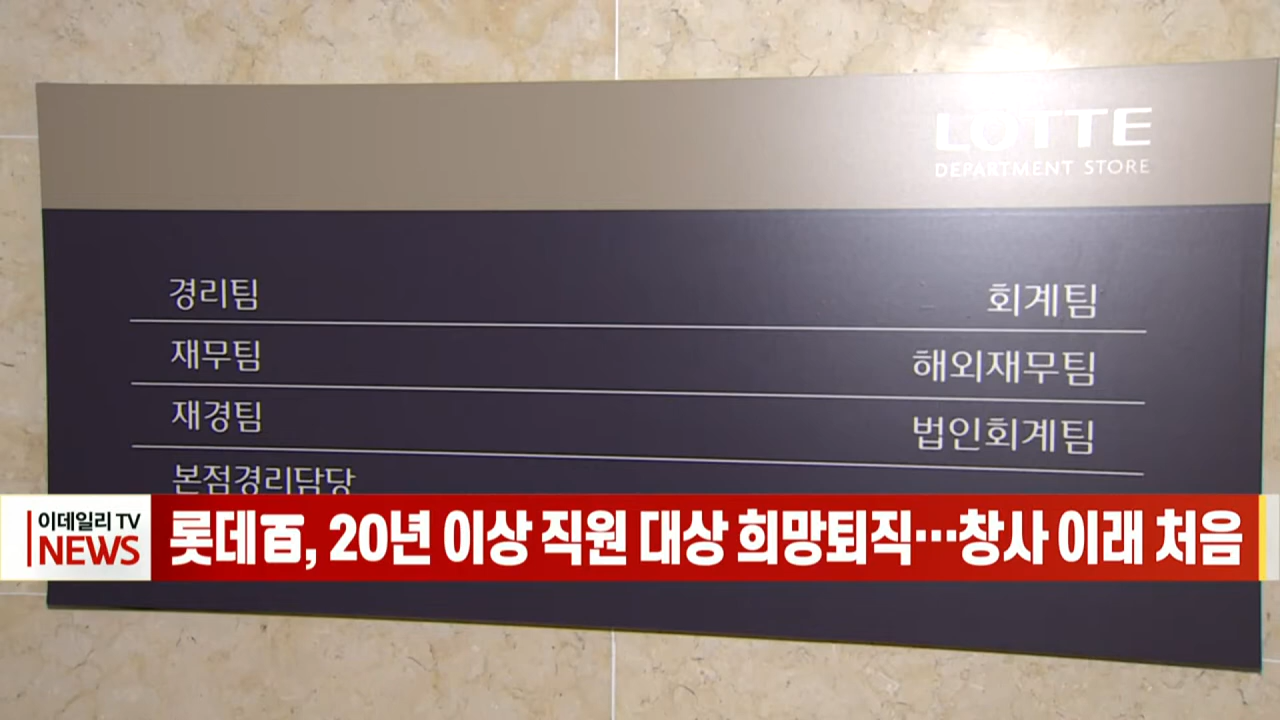 LOTTE
DEPARTMENT STORE
경리팀
회계팀
재무팀
해외재무팀
재경팀
법인회계팀
본점경리담당
이데일리 TV
NEWS
롯데百, 20년 이상 직원 대상 희망퇴직…창사 이래 처음